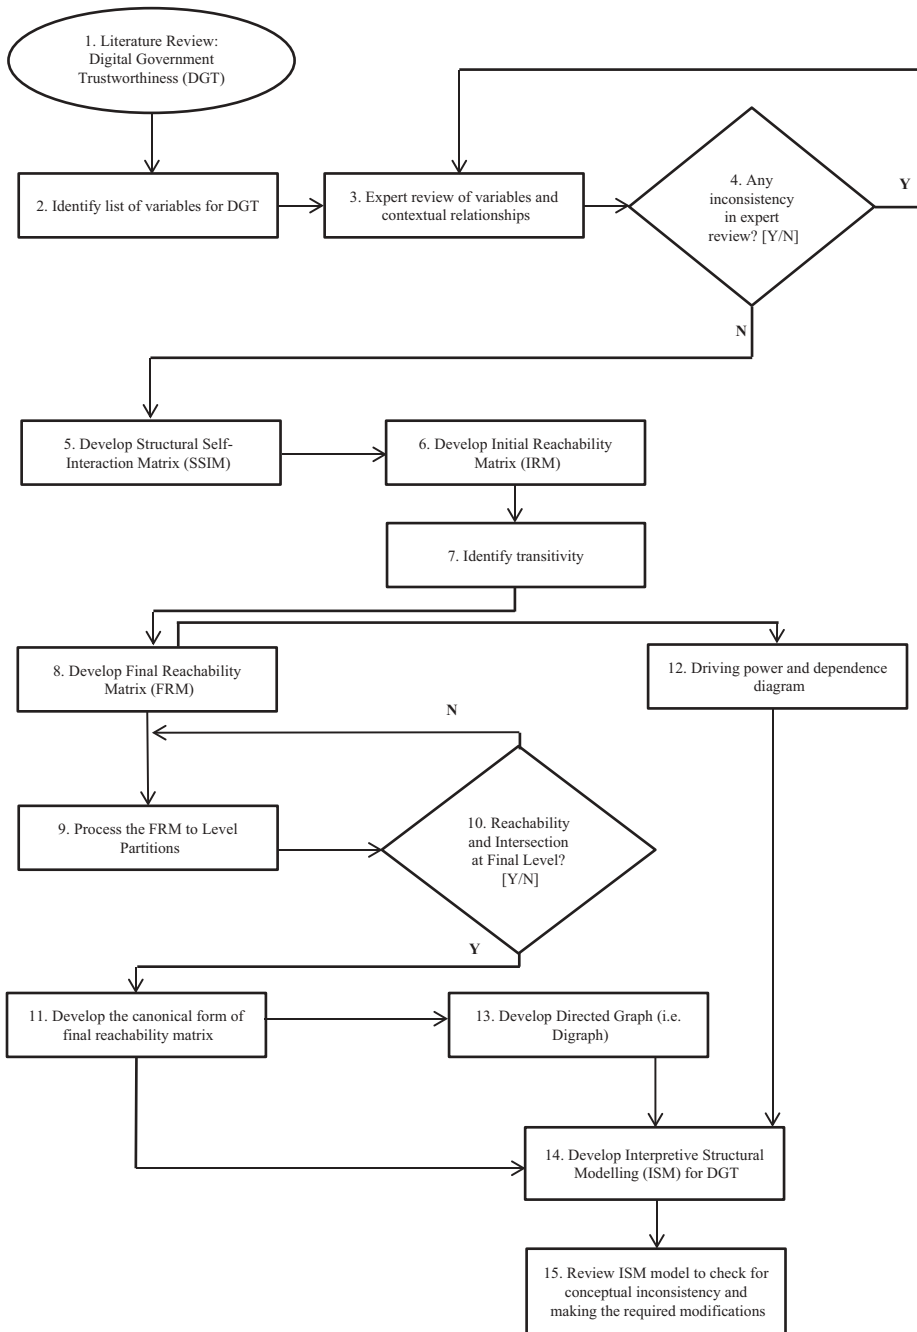 1. Literature Review:
Digital Government
Trustworthiness (DGT)
2. Identify list of variables for DGT
3. Expert review of variables and
contextual relationships
4. Any
inconsistency
in expert
review? [Y/N]
Y
N
5. Develop Structural Self-
Interaction Matrix (SSIM)
6. Develop Initial Reachability
Matrix (IRM)
7. Identify transitivity
8. Develop Final Reachability
Matrix (FRM)
12. Driving power and dependence
diagram
N
9. Process the FRM to Level
Partitions
10. Reachability
and Intersection
at Final Level?
[Y/N]
Y
11. Develop the canonical form of
final reachability matrix
13. Develop Directed Graph (i.e.
Digraph)
14. Develop Interpretive Structural
Modelling (ISM) for DGT
15. Review ISM model to check for
conceptual inconsistency and
making the required modifications